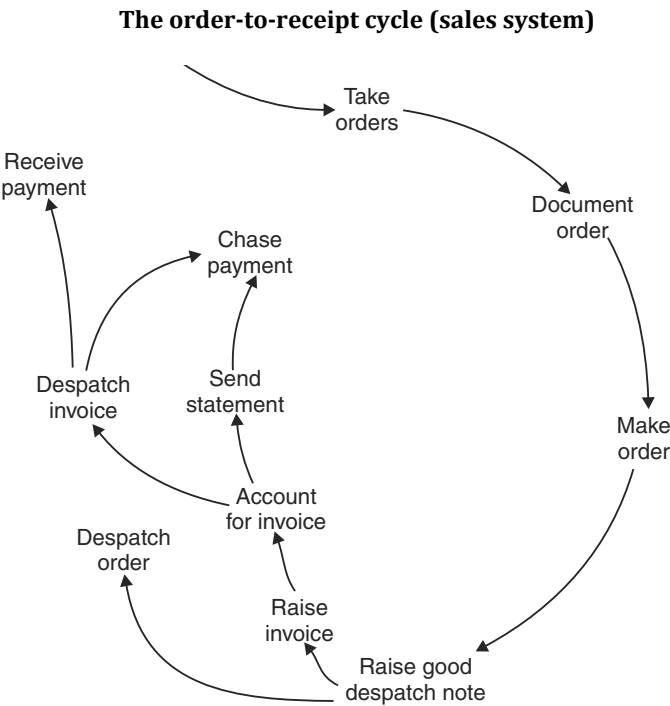 The order-to-receipt cycle (sales system)
Take
orders
Receive
payment
Document
order
Chase
payment
Despatch
invoice
Send
statement
Make
order
Account
for invoice
Despatch
order
Raise
invoice
Raise good
despatch note